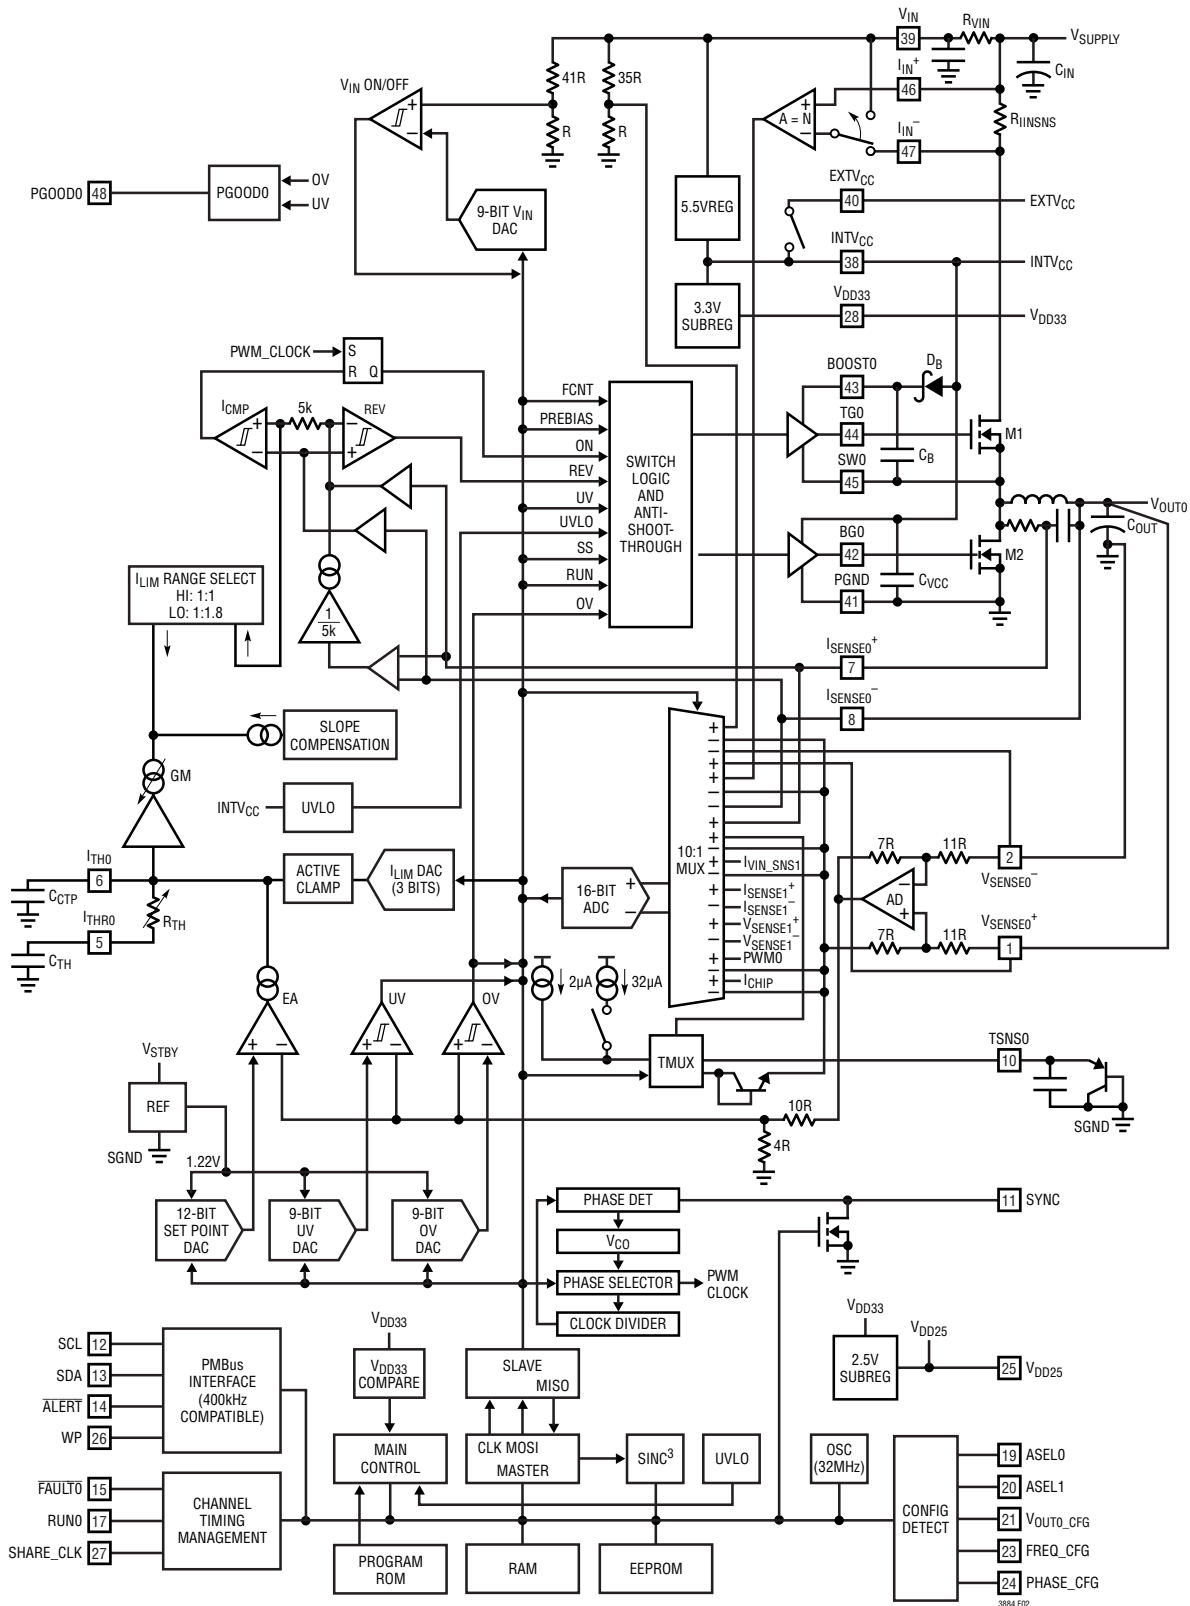 VIN
RVIN
39
VSUPPLY
41R
35R
IIN+
CIN
VIN ON/OFF
46
+
−
R
R
+
A = N
−
RIINSNS
IIN−
47
PGOOD0
48
PGOOD0
OV
UV
9-BIT VIN
DAC
5.5VREG
EXTVCC
40
EXTVCC
INTVCC
38
INTVCC
VDD33
28
VDD33
3.3V
SUBREG
PWM_CLOCK
S
R Q
BOOST0
43
DB
ICMP
5k
REV
+
−
−
+
FCNT
PREBIAS
ON
REV
UV
UVLO
SS
RUN
OV
SWITCH
LOGIC
AND
ANTI-
SHOOT-
THROUGH
TG0
44
M1
SW0
45
CB
VOUT0
COUT
BG0
42
M2
PGND
41
CVCC
ILIM RANGE SELECT
HI: 1:1
LO: 1:1.8
1
5k
ISENSE0+
7
ISENSE0−
8
SLOPE
COMPENSATION
GM
INTVCC
UVLO
+
−
−
+
+
−
−
+
+
−
+
−
+
−
+
−
+
−
+
−
10:1
MUX
IVIN_SNS1
ISENSE1+
ISENSE1−
VSENSE1+
VSENSE1−
PWM0
ICHIP
7R
11R
2
VSENSE0−
AD
−
+
VSENSE0+
7R
11R
1
ITH0
6
CCTP
ACTIVE
CLAMP
ILIM DAC
(3 BITS)
16-BIT
ADC
+
−
ITHR0
5
RTH
CTH
EA
+ −
UV
+ −
OV
+ −
2µA
32µA
TMUX
TSNS0
10
SGND
VSTBY
REF
SGND
1.22V
10R
4R
12-BIT
SET POINT
DAC
9-BIT
UV
DAC
9-BIT
OV
DAC
PHASE DET
VCO
PHASE SELECTOR
CLOCK DIVIDER
PWM
CLOCK
11
SYNC
VDD33
VDD25
2.5V
SUBREG
25
VDD25
SCL
12
SDA
13
ALERT
14
WP
26
PMBus
INTERFACE
(400kHz
COMPATIBLE)
VDD33
VDD33
COMPARE
SLAVE
MISO
MAIN
CONTROL
CLK MOSI
MASTER
SINC3
UVLO
OSC
(32MHz)
FAULT0
15
RUN0
17
SHARE_CLK
27
CHANNEL
TIMING
MANAGEMENT
PROGRAM
ROM
RAM
EEPROM
CONFIG
DETECT
19
ASEL0
20
ASEL1
21
VOUT0_CFG
23
FREQ_CFG
24
PHASE_CFG
3884 F02